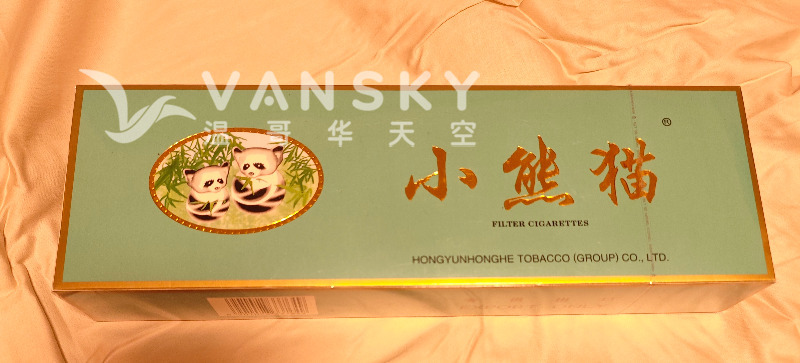 VANSKY
温哥华天空
小熊猫
®
FILTER CIGARETTES
HONGYUNHONGHE TOBACCO (GROUP) CO., LTD.